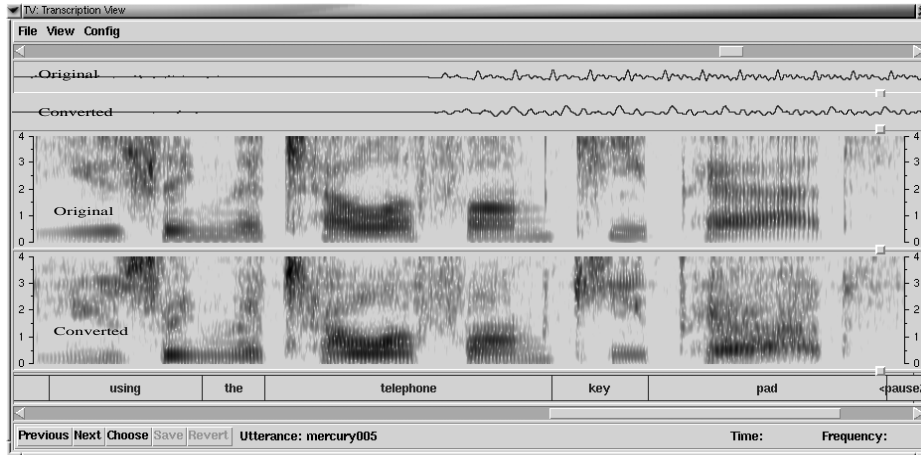 TV: Transcription View
File View Config
Original
Converted
4 4
3 3
2 2
Original
1 1
0 0
4 4
3 3
2 2
Converted
1 1
0 0
using the telephone key pad <pause2
Previous Next Choose Save Revert Utterance: mercury005 Time: Frequency: